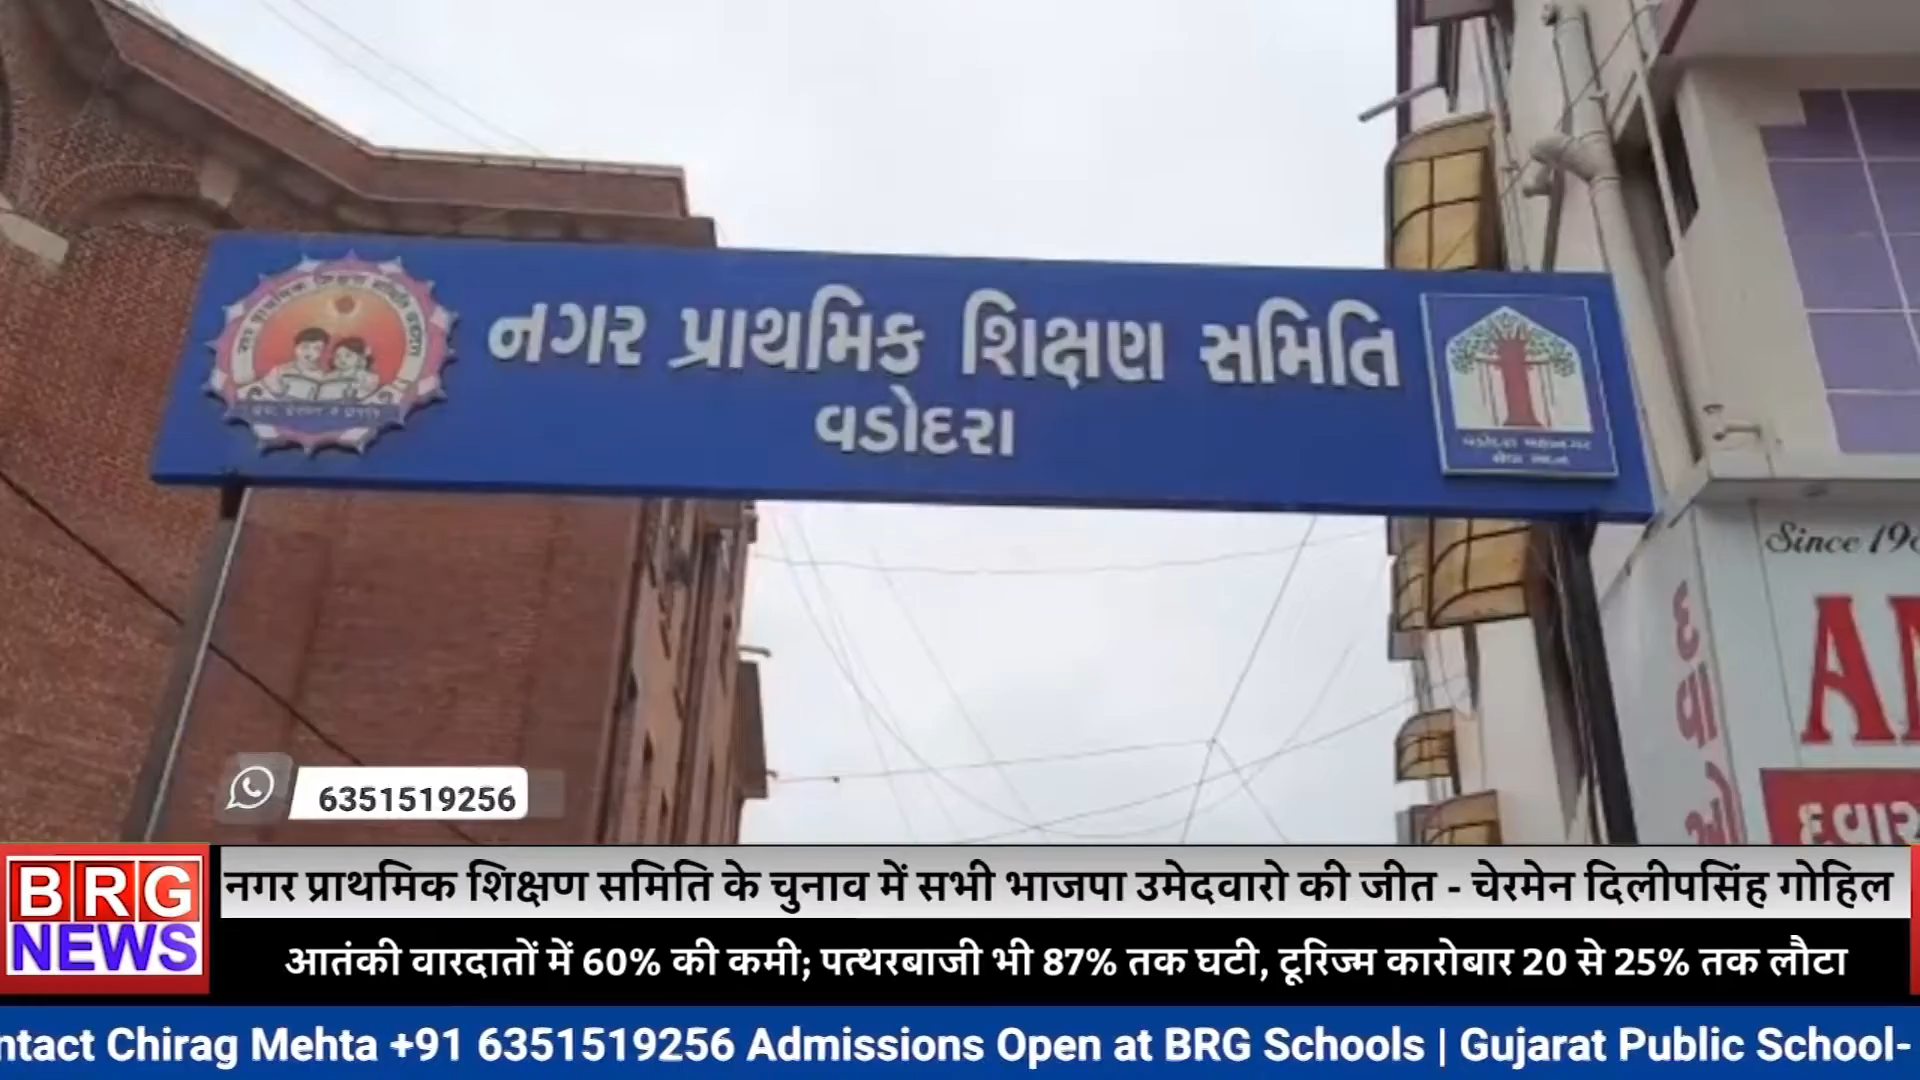 નગર પ્રાથમિક શિક્ષણ સમિતિ
વડોદરા
Since 19
દવાઓ
6351519256
BRG
NEWS
नगर प्राथमिक शिक्षण समिति के चुनाव में सभी भाजपा उमेदवारो की जीत - चेरमेन दिलीपसिंह गोहिल
आतंकी वारदातों में 60% की कमी; पत्थरबाजी भी 87% तक घटी, टूरिज्म कारोबार 20 से 25% तक लौटा
ntact Chirag Mehta +91 6351519256 Admissions Open at BRG Schools | Gujarat Public School-